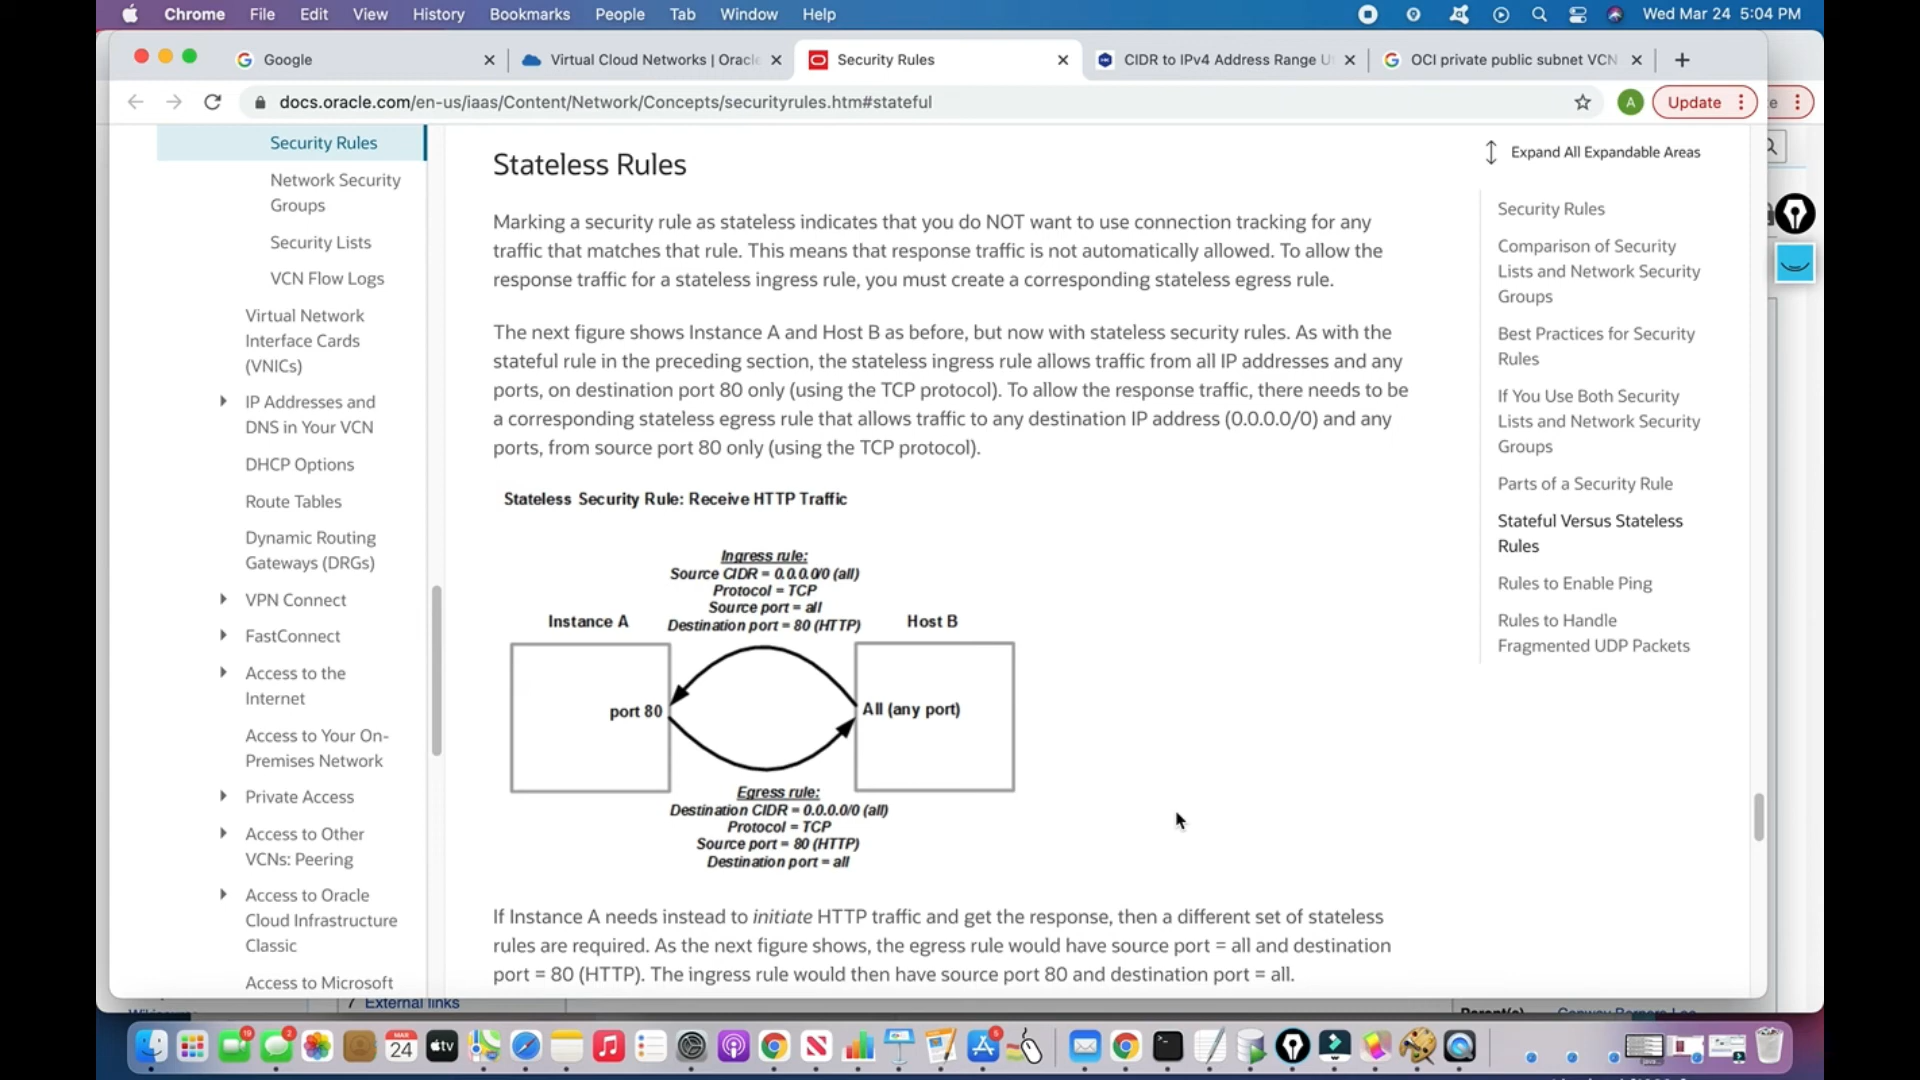 Chrome File Edit View History Bookmarks People Tab Window Help Wed Mar 24 5:04 PM
Google Virtual Cloud Networks | Oracle Security Rules CIDR to IPv4 Address Range U OCI private public subnet VCN
docs.oracle.com/en-us/iaas/Content/Network/Concepts/securityrules.htm#stateful A Update
Security Rules
Network Security
Groups
Security Lists
VCN Flow Logs
Virtual Network
Interface Cards
(VNICs)
IP Addresses and
DNS in Your VCN
DHCP Options
Route Tables
Dynamic Routing
Gateways (DRGs)
VPN Connect
FastConnect
Access to the
Internet
Access to Your On-
Premises Network
Private Access
Access to Other
VCNs: Peering
Access to Oracle
Cloud Infrastructure
Classic
Access to Microsoft
Stateless Rules
Marking a security rule as stateless indicates that you do NOT want to use connection tracking for any
traffic that matches that rule. This means that response traffic is not automatically allowed. To allow the
response traffic for a stateless ingress rule, you must create a corresponding stateless egress rule.
The next figure shows Instance A and Host B as before, but now with stateless security rules. As with the
stateful rule in the preceding section, the stateless ingress rule allows traffic from all IP addresses and any
ports, on destination port 80 only (using the TCP protocol). To allow the response traffic, there needs to be
a corresponding stateless egress rule that allows traffic to any destination IP address (0.0.0.0/0) and any
ports, from source port 80 only (using the TCP protocol).
Stateless Security Rule: Receive HTTP Traffic
Ingress rule:
Source CIDR = 0.0.0.0/0 (all)
Protocol = TCP
Source port = all
Destination port = 80 (HTTP)
Instance A
Host B
port 80
All (any port)
Egress rule:
Destination CIDR = 0.0.0.0/0 (all)
Protocol = TCP
Source port = 80 (HTTP)
Destination port = all
If Instance A needs instead to initiate HTTP traffic and get the response, then a different set of stateless
rules are required. As the next figure shows, the egress rule would have source port = all and destination
port = 80 (HTTP). The ingress rule would then have source port 80 and destination port = all.
Expand All Expandable Areas
Security Rules
Comparison of Security
Lists and Network Security
Groups
Best Practices for Security
Rules
If You Use Both Security
Lists and Network Security
Groups
Parts of a Security Rule
Stateful Versus Stateless
Rules
Rules to Enable Ping
Rules to Handle
Fragmented UDP Packets
7 External links
19
2
MAR
24
tv
5